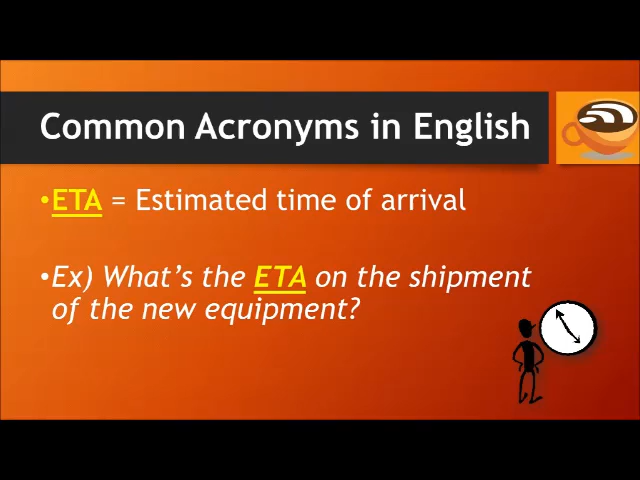 Common Acronyms in English
•ETA = Estimated time of arrival
•Ex) What's the ETA on the shipment
of the new equipment?